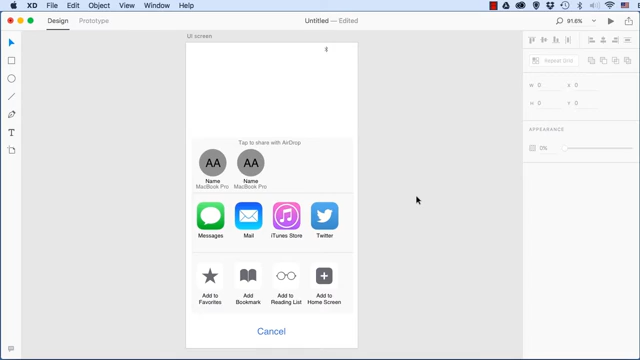 XD File Edit Object View Window Help
Design Prototype
Untitled — Edited
91.6%
UI screen
Tap to share with AirDrop
AA AA
Name Name
MacBook Pro MacBook Pro
Messages Mail iTunes Store Twitter
Add to Favorites
Add Bookmark
Add to Reading List
Add to Home Screen
Cancel
Repeat Grid
W 0 X 0
H 0 Y 0
APPEARANCE
0%